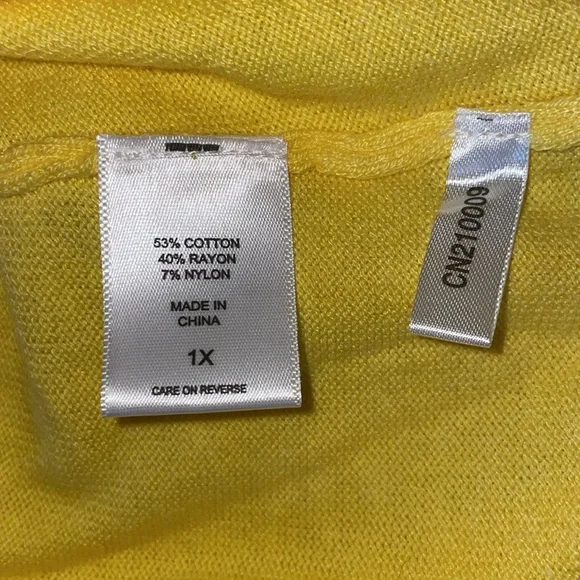 53% COTTON
40% RAYON
7% NYLON
MADE IN
CHINA
1X
CARE ON REVERSE
CN210009